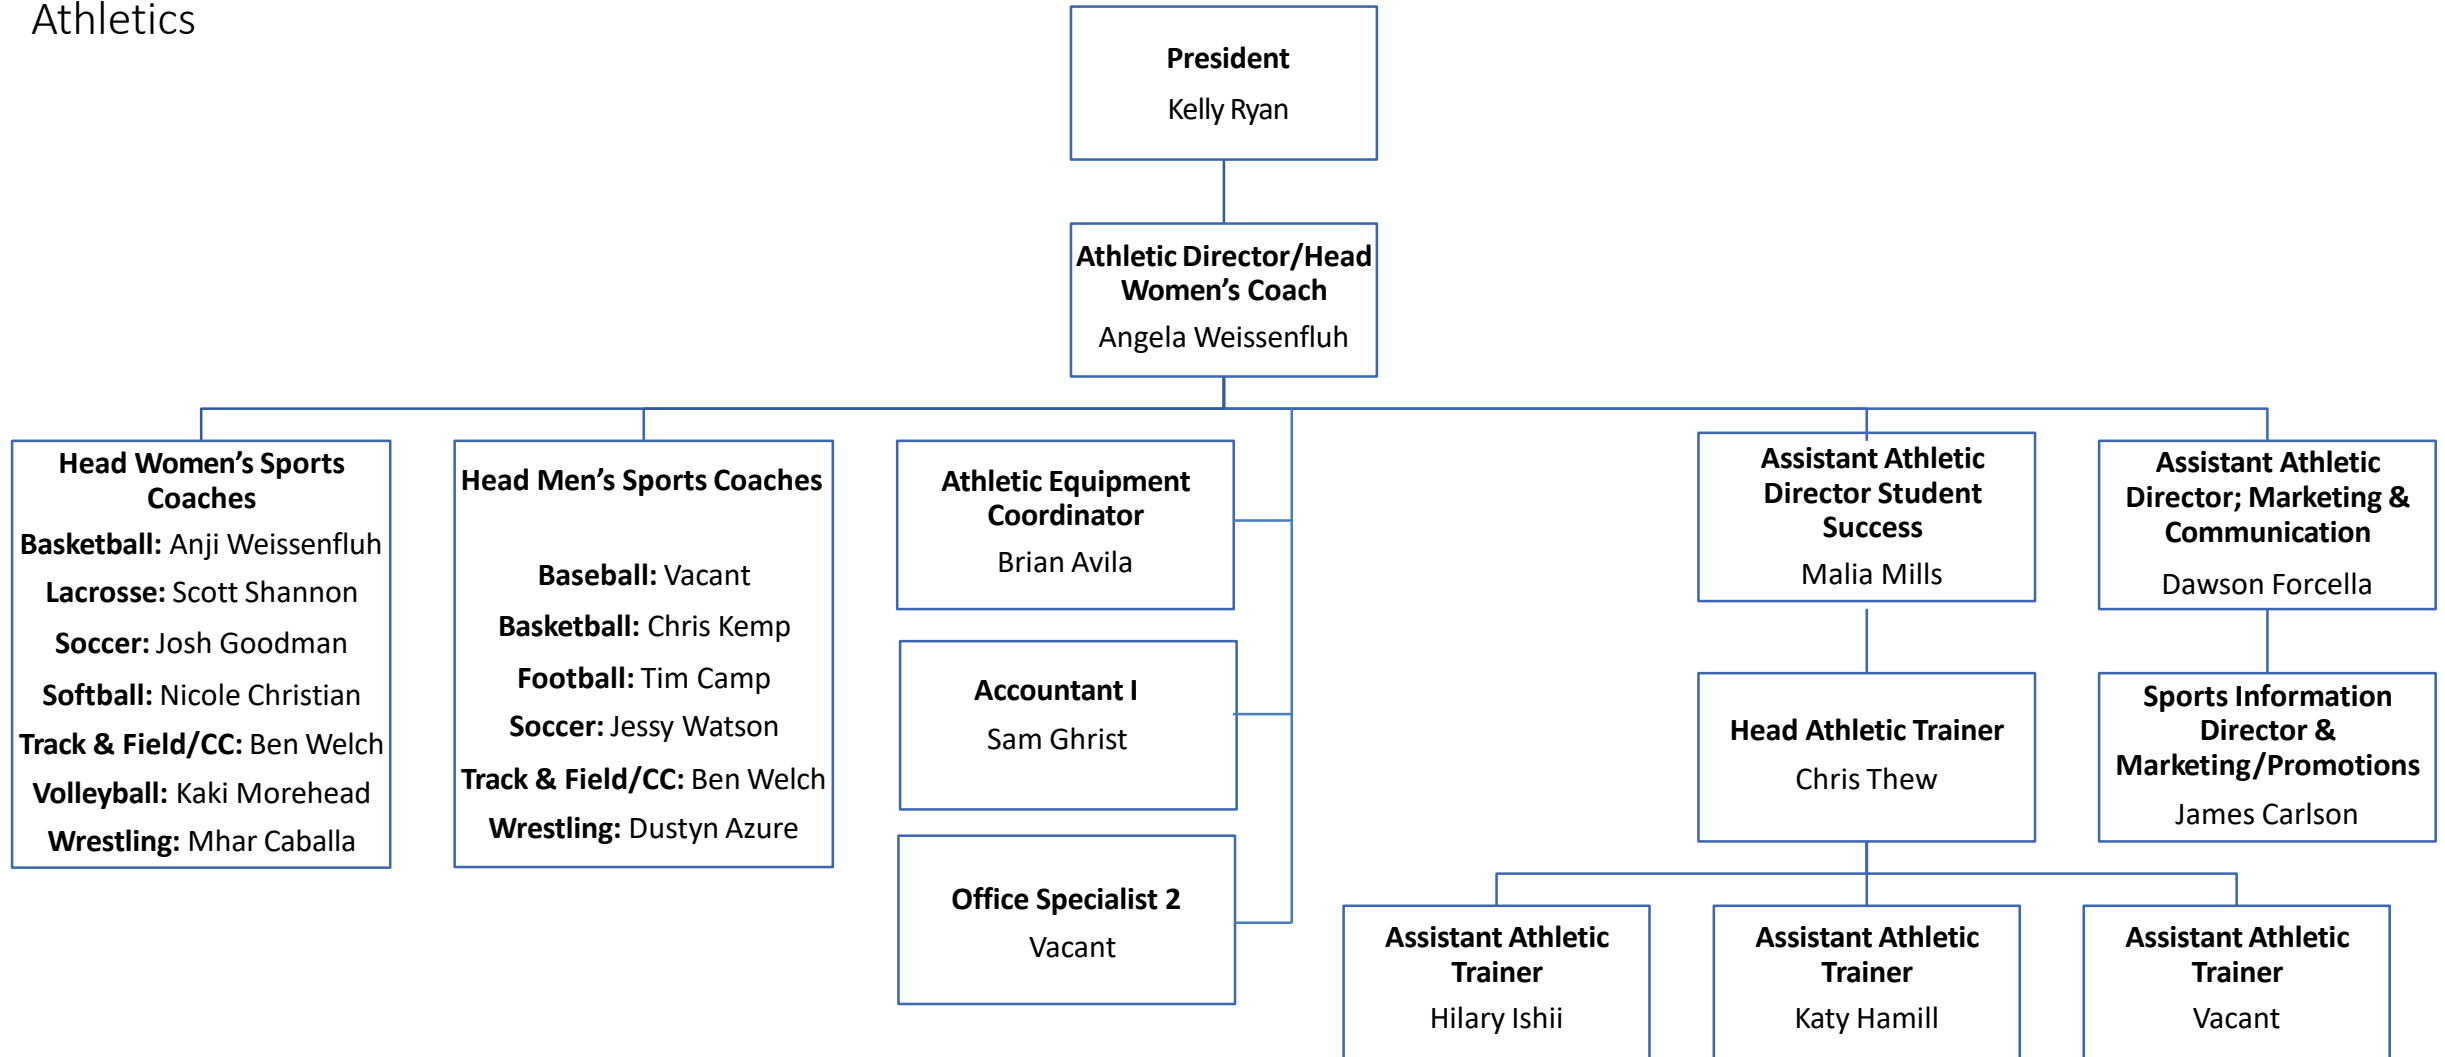 Athletics
President
Kelly Ryan
Athletic Director/Head
Women’s Coach
Angela Weissenfluh
Head Women’s Sports
Coaches
Basketball: Anji Weissenfluh
Lacrosse: Scott Shannon
Soccer: Josh Goodman
Softball: Nicole Christian
Track & Field/CC: Ben Welch
Volleyball: Kaki Morehead
Wrestling: Mhar Caballa
Head Men’s Sports Coaches
Baseball: Vacant
Basketball: Chris Kemp
Football: Tim Camp
Soccer: Jessy Watson
Track & Field/CC: Ben Welch
Wrestling: Dustyn Azure
Athletic Equipment
Coordinator
Brian Avila
Accountant I
Sam Ghrist
Office Specialist 2
Vacant
Assistant Athletic
Director Student
Success
Malia Mills
Head Athletic Trainer
Chris Thew
Assistant Athletic
Trainer
Hilary Ishii
Assistant Athletic
Trainer
Katy Hamill
Assistant Athletic
Trainer
Vacant
Assistant Athletic
Director; Marketing &
Communication
Dawson Forcella
Sports Information
Director &
Marketing/Promotions
James Carlson